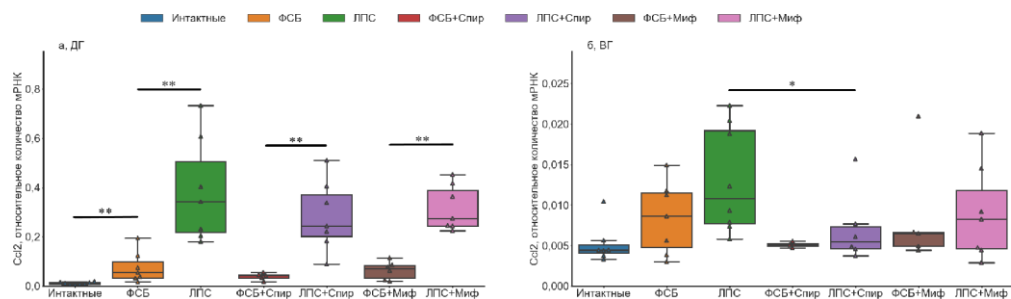 Интактные ФСБ ЛПС ФСБ+Спир ЛПС+Спир ФСБ+Миф ЛПС+Миф
а, ДГ
Ccl2, относительное количество мРНК
0,8
0,6
0,4
0,2
0,0
**
**
**
**
Интактные ФСБ ЛПС ФСБ+Спир ЛПС+Спир ФСБ+Миф ЛПС+Миф
б, ВГ
Ccl2, относительное количество мРНК
0,025
0,020
0,015
0,010
0,005
0,000
*
Интактные ФСБ ЛПС ФСБ+Спир ЛПС+Спир ФСБ+Миф ЛПС+Миф